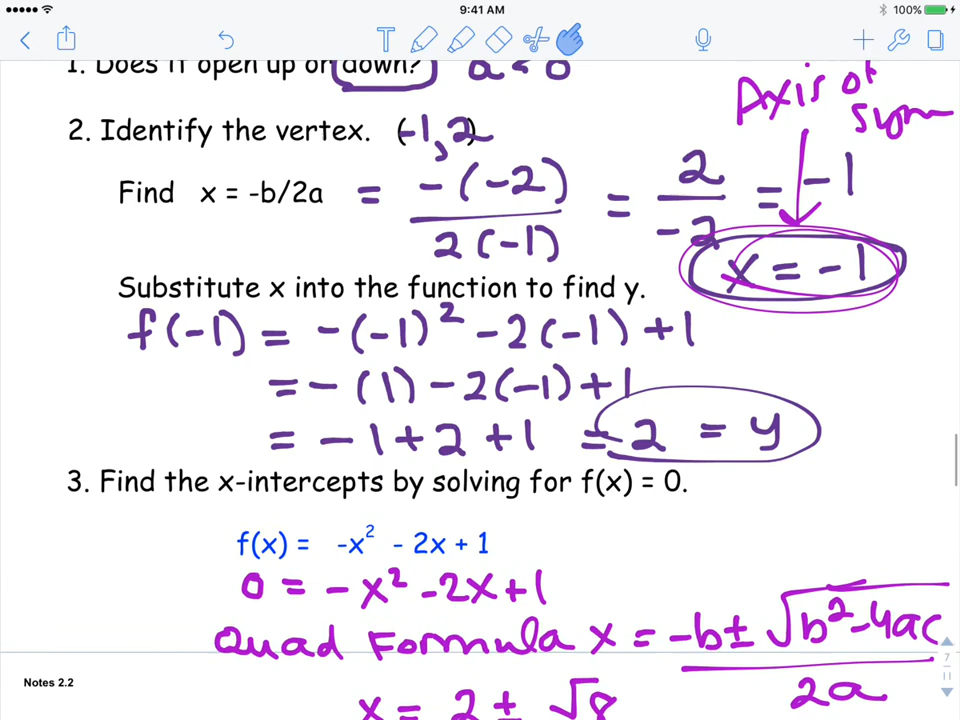 9:41 AM
100%
T
1. Does it open up or down? a < 0
Axis of
Sym
2. Identify the vertex. (-1, 2)
Find x = -b/2a = -(-2) / 2(-1) = 2 / -2 = -1
x = -1
Substitute x into the function to find y.
f(-1) = -(-1)² - 2(-1) + 1
= -(1) - 2(-1) + 1
= -1 + 2 + 1 = 2 = y
3. Find the x-intercepts by solving for f(x) = 0.
f(x) = -x² - 2x + 1
0 = -x² - 2x + 1
Quad Formula x = -b ± √b² - 4ac / 2a
x = 2 ± √8
Notes 2.2
7
11